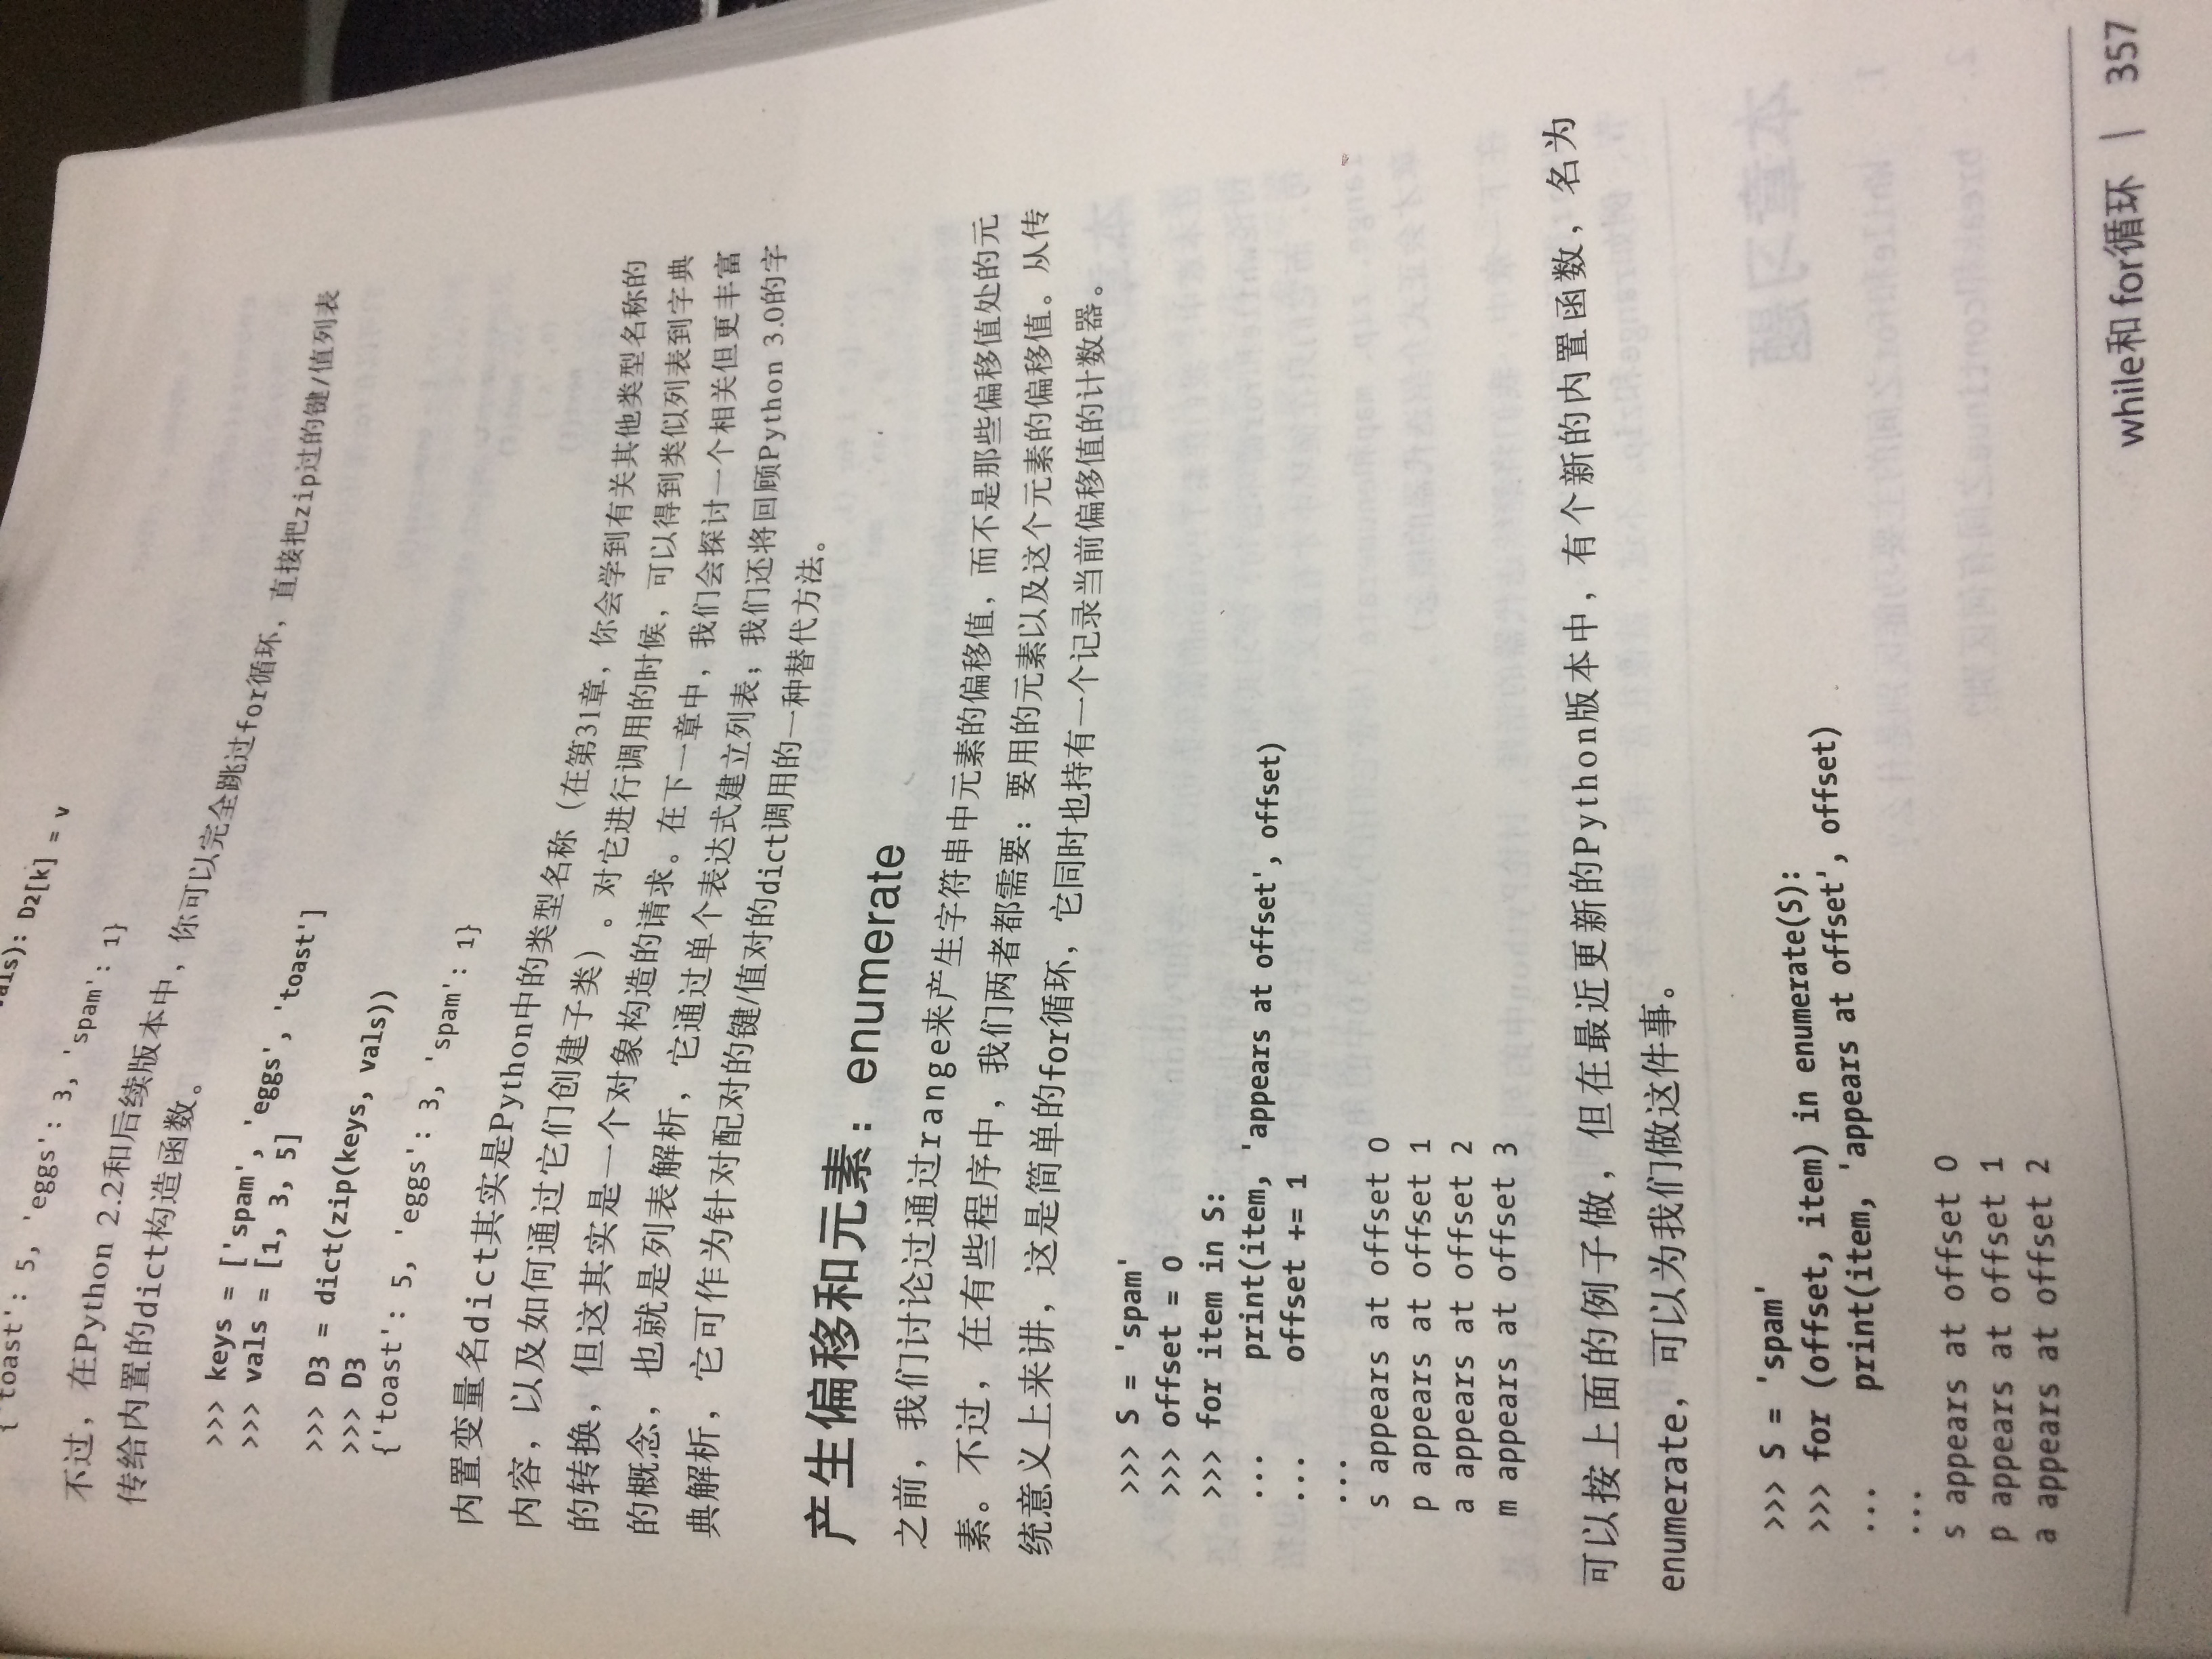 als): D2[k] = v
{'toast': 5, 'eggs': 3, 'spam': 1}
不过，在Python 2.2和后续版本中，你可以完全跳过for循环，直接把zip过的键/值列表
传给内置的dict构造函数。
>>> keys = ['spam', 'eggs', 'toast']
>>> vals = [1, 3, 5]
>>> D3 = dict(zip(keys, vals))
>>> D3
{'toast': 5, 'eggs': 3, 'spam': 1}
内置变量名dict其实是Python中的类型名称（在第31章，你会学到有关其他类型名称的
内容，以及如何通过它们创建子类）。对它进行调用的时候，可以得到类似列表到字典
的转换，但这其实是一个对象构造的请求。在下一章中，我们会探讨一个相关但更丰富
的概念，也就是列表解析，它通过单个表达式建立列表；我们还将回顾Python 3.0的字
典解析，它可作为针对配对的键/值对的dict调用的一种替代方法。
产生偏移和元素：enumerate
之前，我们讨论过通过range来产生字符串中元素的偏移值，而不是那些偏移值处的元
素。不过，在有些程序中，我们两者都需要：要用的元素以及这个元素的偏移值。从传
统意义上来讲，这是简单的for循环，它同时也持有一个记录当前偏移值的计数器。
>>> S = 'spam'
>>> offset = 0
>>> for item in S:
...     print(item, 'appears at offset', offset)
...     offset += 1
...
s appears at offset 0
p appears at offset 1
a appears at offset 2
m appears at offset 3
可以按上面的例子做，但在最近更新的Python版本中，有个新的内置函数，名为
enumerate，可以为我们做这件事。
>>> S = 'spam'
>>> for (offset, item) in enumerate(S):
...     print(item, 'appears at offset', offset)
...
s appears at offset 0
p appears at offset 1
a appears at offset 2
while和 for循环 | 357